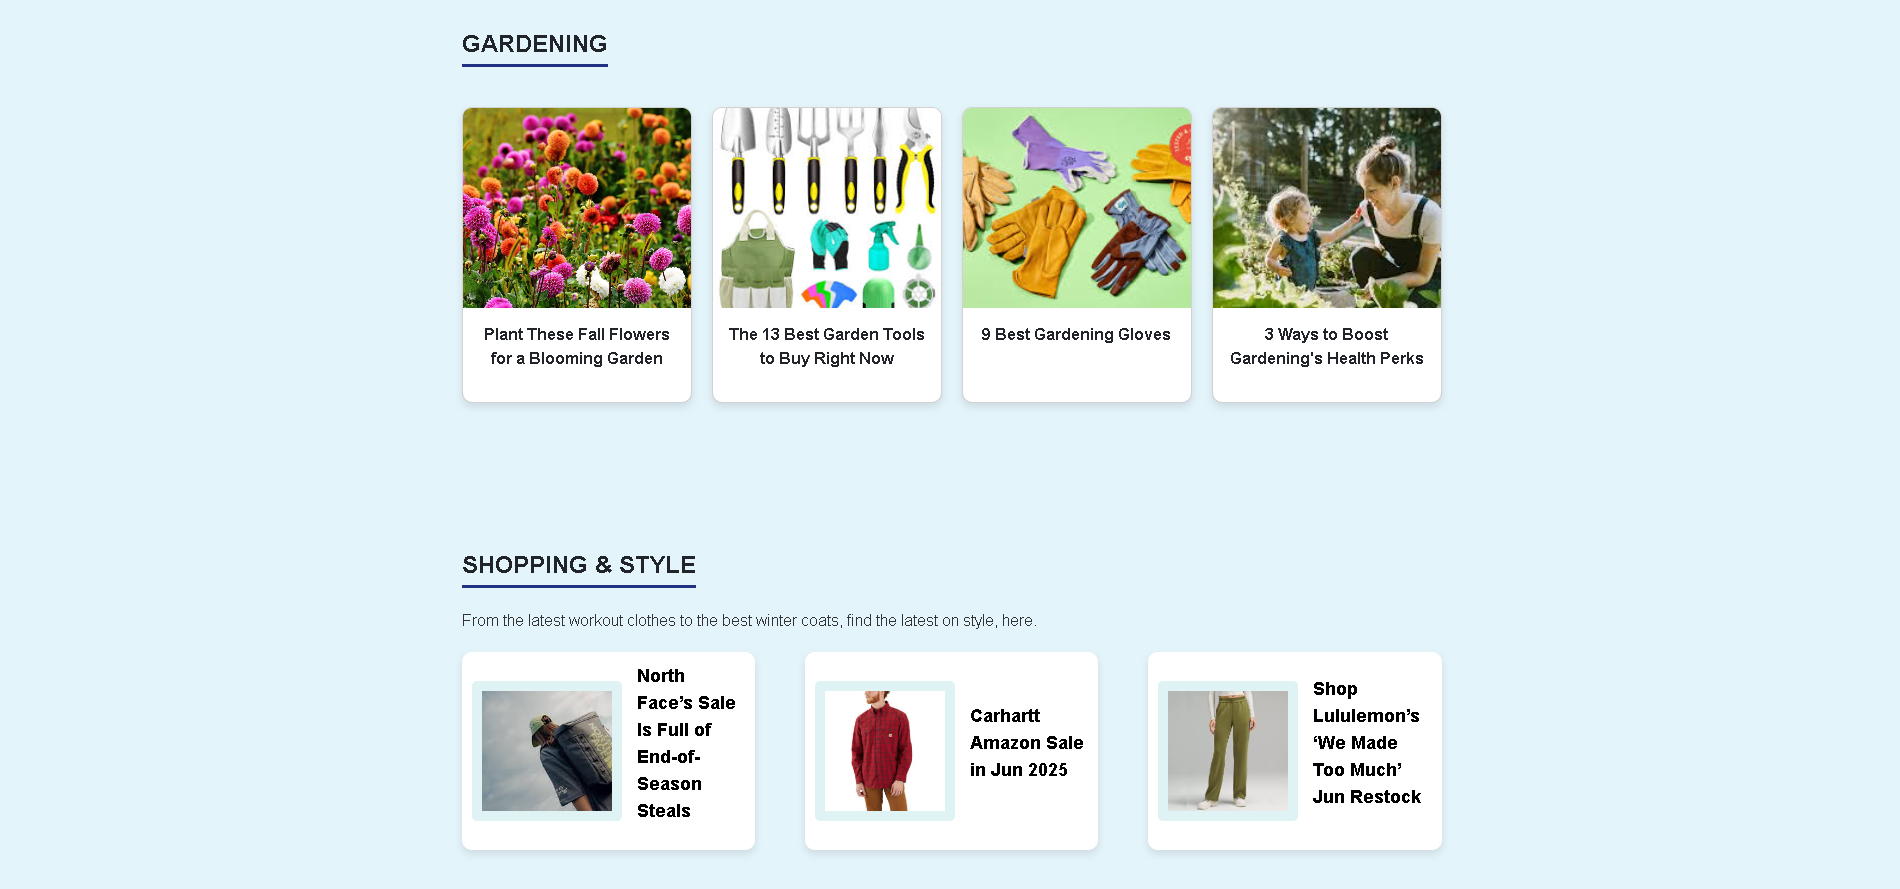 GARDENING
Plant These Fall Flowers
for a Blooming Garden
The 13 Best Garden Tools
to Buy Right Now
9 Best Gardening Gloves
3 Ways to Boost
Gardening's Health Perks
SHOPPING & STYLE
From the latest workout clothes to the best winter coats, find the latest on style, here.
North
Face’s Sale
Is Full of
End-of-
Season
Steals
Carhartt
Amazon Sale
in Jun 2025
Shop
Lululemon’s
‘We Made
Too Much’
Jun Restock